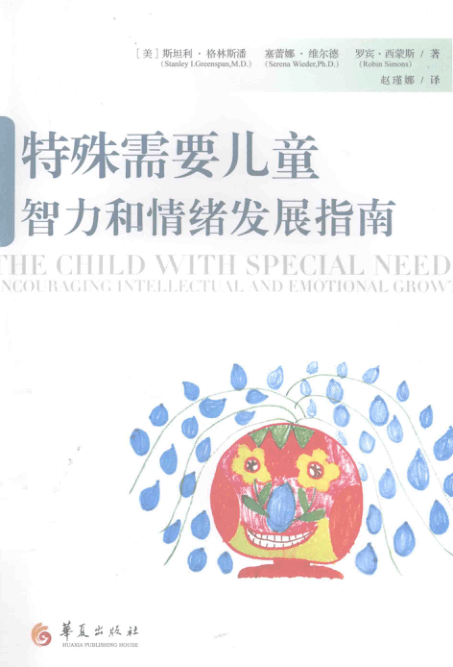 [美] 斯坦利·格林斯潘 塞蕾娜·维尔德 罗宾·西蒙斯 / 著
(Stanley I.Greenspan,M.D.) (Serena Wieder,Ph.D.) (Robin Simons)
赵瑾娜 / 译
特殊需要儿童
智力和情绪发展指南
THE CHILD WITH SPECIAL NEED
NCOURAGING INTELLECTUAL AND EMOTIONAL GROWT
华夏出版社
HUAXIA PUBLISHING HOUSE